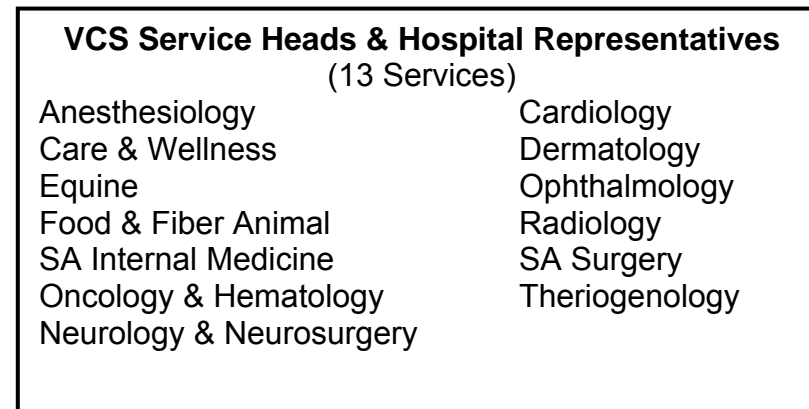 VCS Service Heads & Hospital Representatives
(13 Services)
Anesthesiology Cardiology
Care & Wellness Dermatology
Equine Ophthalmology
Food & Fiber Animal Radiology
SA Internal Medicine SA Surgery
Oncology & Hematology Theriogenology
Neurology & Neurosurgery